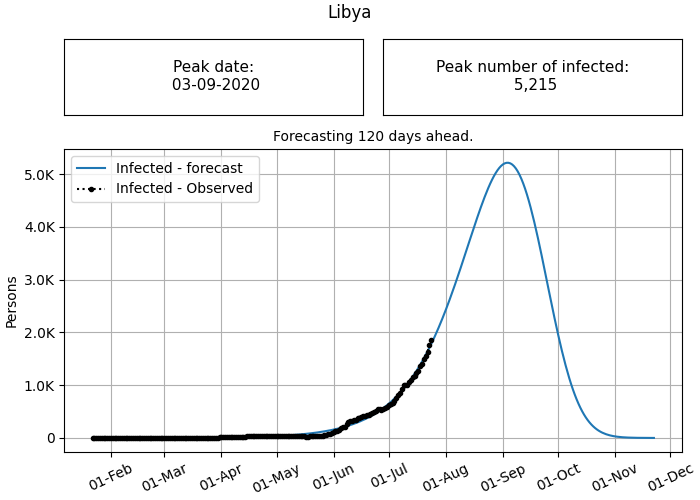 Libya
Peak date:
03-09-2020
Peak number of infected:
5,215
Forecasting 120 days ahead.
Infected - forecast
Infected - Observed
Persons
5.0K
4.0K
3.0K
2.0K
1.0K
0
01-Feb
01-Mar
01-Apr
01-May
01-Jun
01-Jul
01-Aug
01-Sep
01-Oct
01-Nov
01-Dec